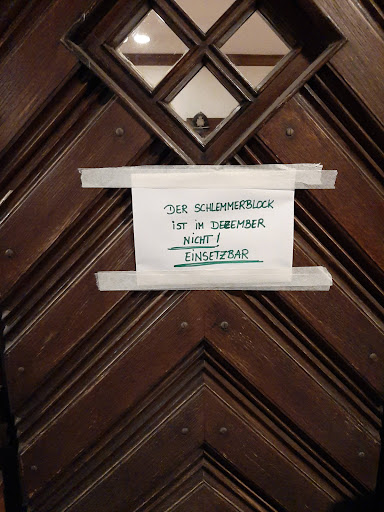 DER SCHLEMMERBLOCK
IST IM DEZEMBER
NICHT!
EINSETZBAR